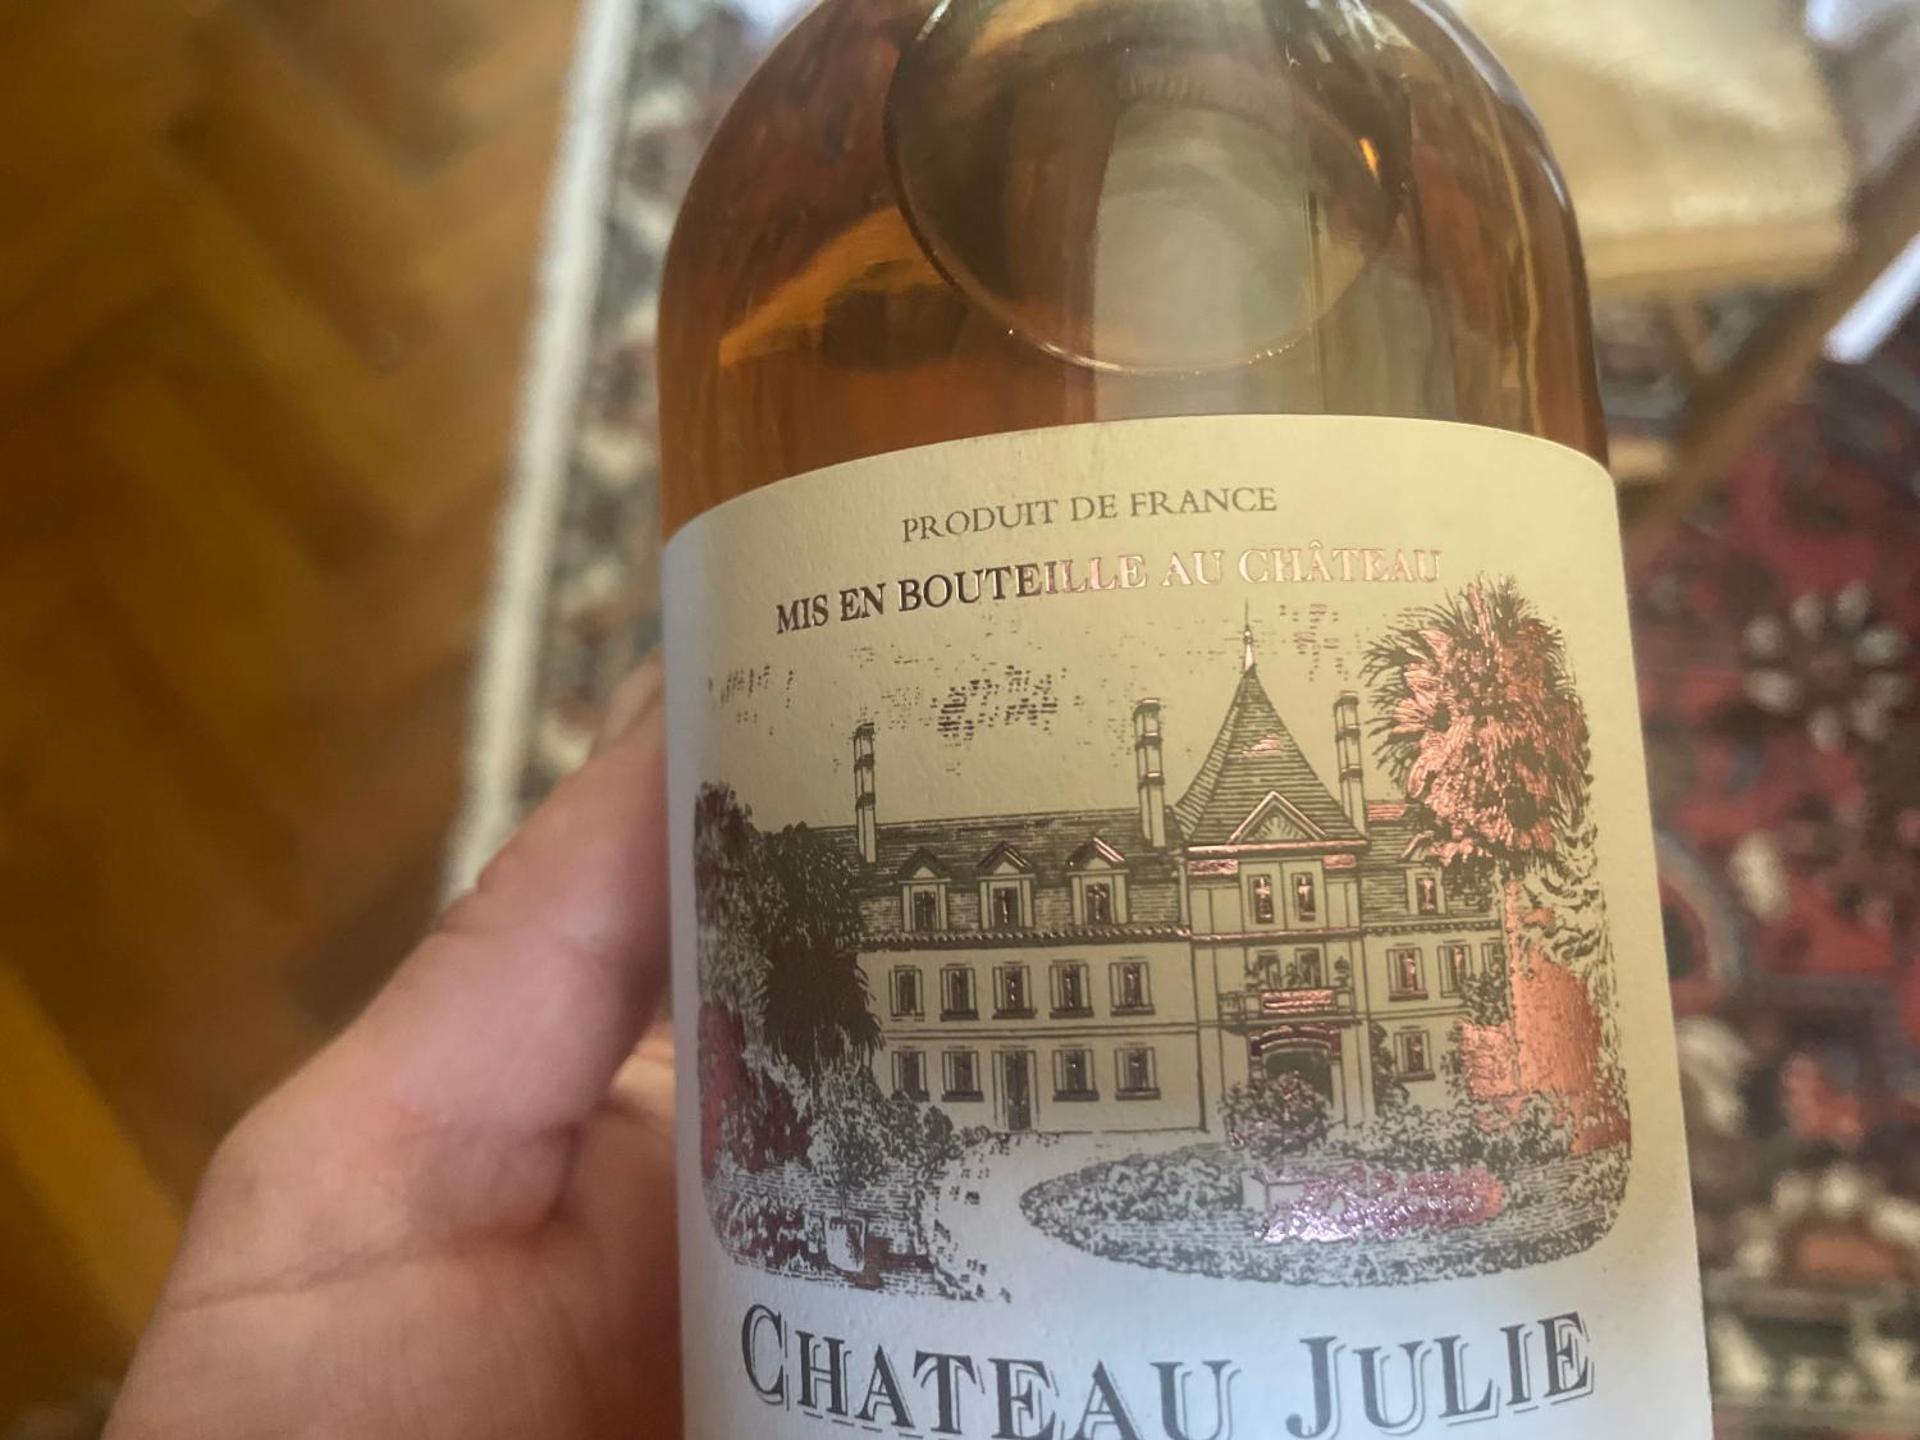 PRODUIT DE FRANCE
MIS EN BOUTEILLE AU CHÂTEAU
CHATEAU JULIE